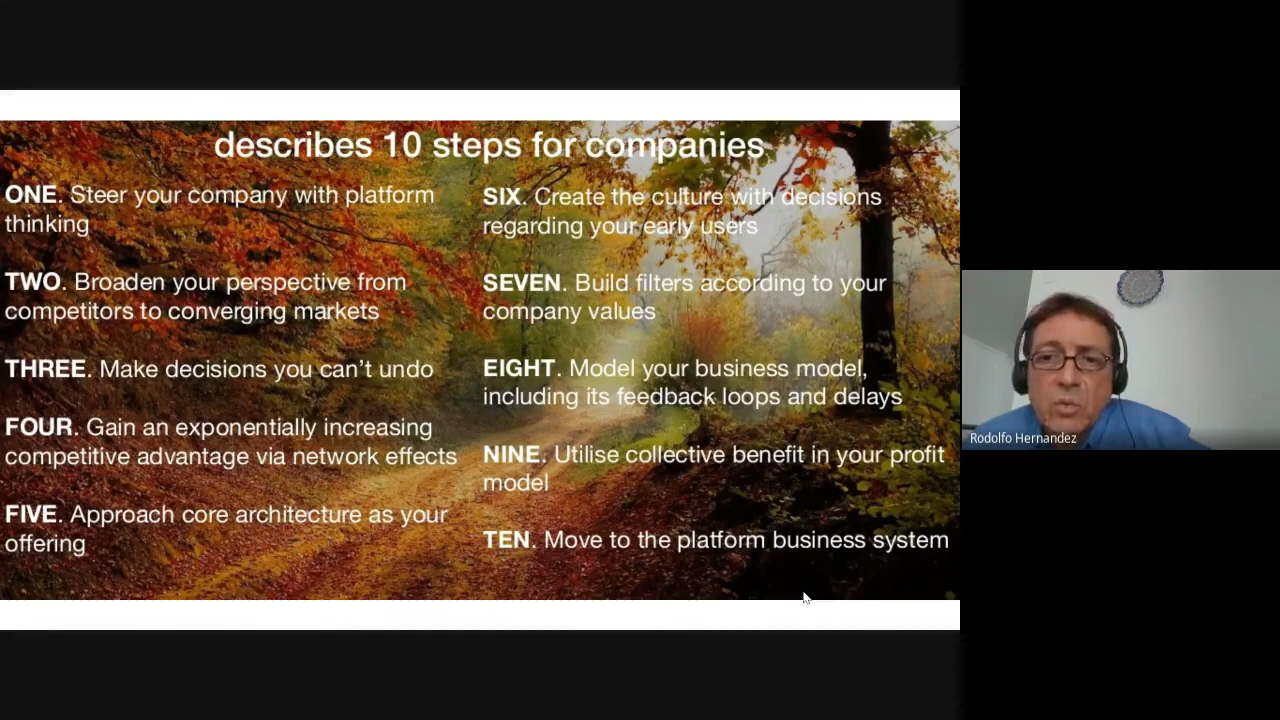 describes 10 steps for companies
ONE. Steer your company with platform
thinking
TWO. Broaden your perspective from
competitors to converging markets
THREE. Make decisions you can’t undo
FOUR. Gain an exponentially increasing
competitive advantage via network effects
FIVE. Approach core architecture as your
offering
SIX. Create the culture with decisions
regarding your early users
SEVEN. Build filters according to your
company values
EIGHT. Model your business model,
including its feedback loops and delays
NINE. Utilise collective benefit in your profit
model
TEN. Move to the platform business system
Rodolfo Hernandez